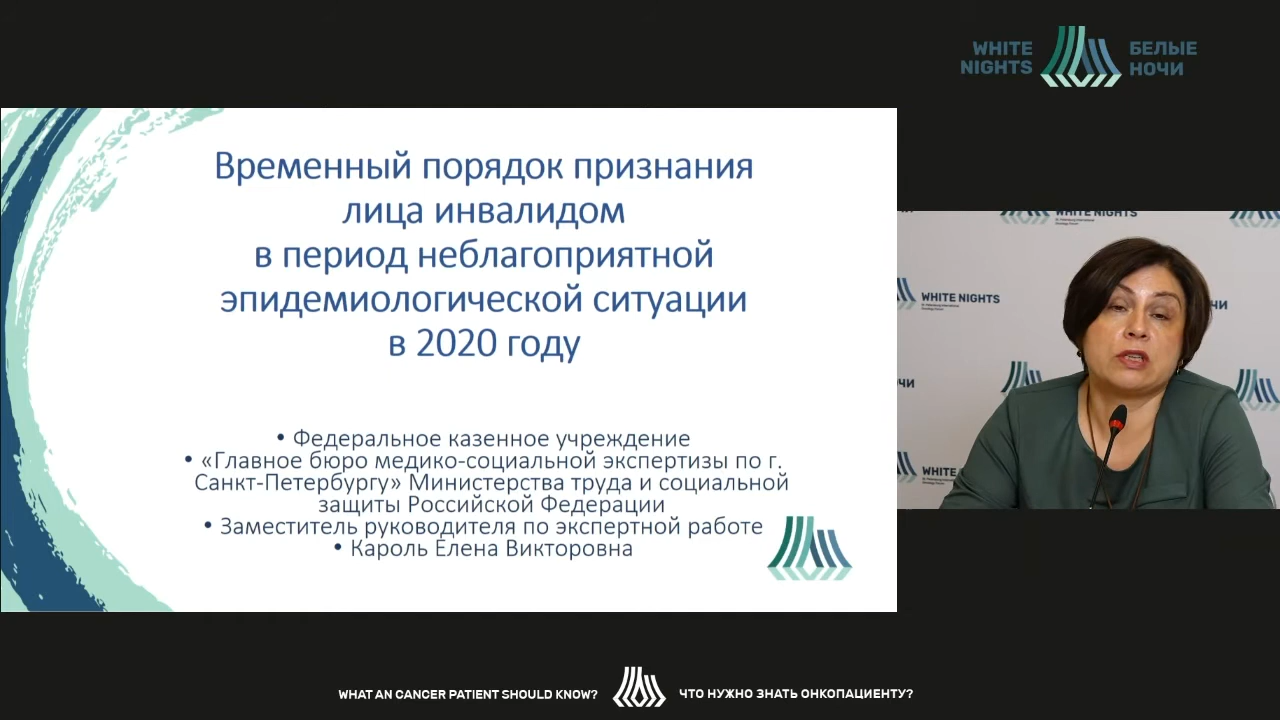 WHITE
NIGHTS
БЕЛЫЕ
НОЧИ
Временный порядок признания
лица инвалидом
в период неблагоприятной
эпидемиологической ситуации
в 2020 году
• Федеральное казенное учреждение
• «Главное бюро медико-социальной экспертизы по г.
Санкт-Петербургу» Министерства труда и социальной
защиты Российской Федерации
• Заместитель руководителя по экспертной работе
• Кароль Елена Викторовна
WHITE NIGHTS
WHITE NIGHTS
ЧИ
ЧИ
WHITE
WHAT AN CANCER PATIENT SHOULD KNOW?
ЧТО НУЖНО ЗНАТЬ ОНКОПАЦИЕНТУ?